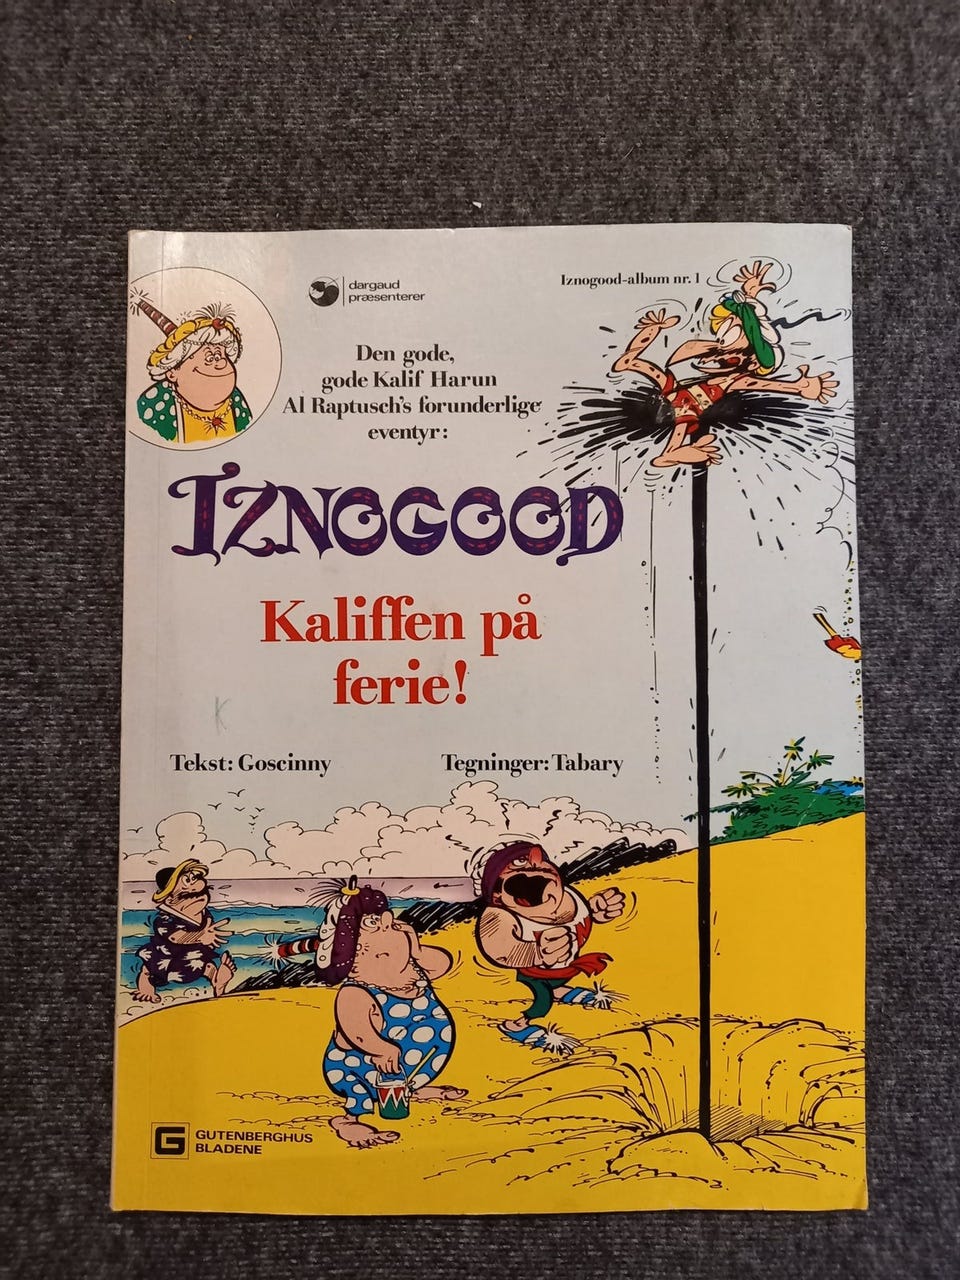 dargaud
præsenterer
Iznogood-album nr. 1
Den gode,
gode Kalif Harun
Al Raptusch's forunderlige
eventyr:
IZNOGOOD
Kaliffen på
ferie!
K
Tekst: Goscinny
Tegninger: Tabary
G
GUTENBERGHUS
BLADENE